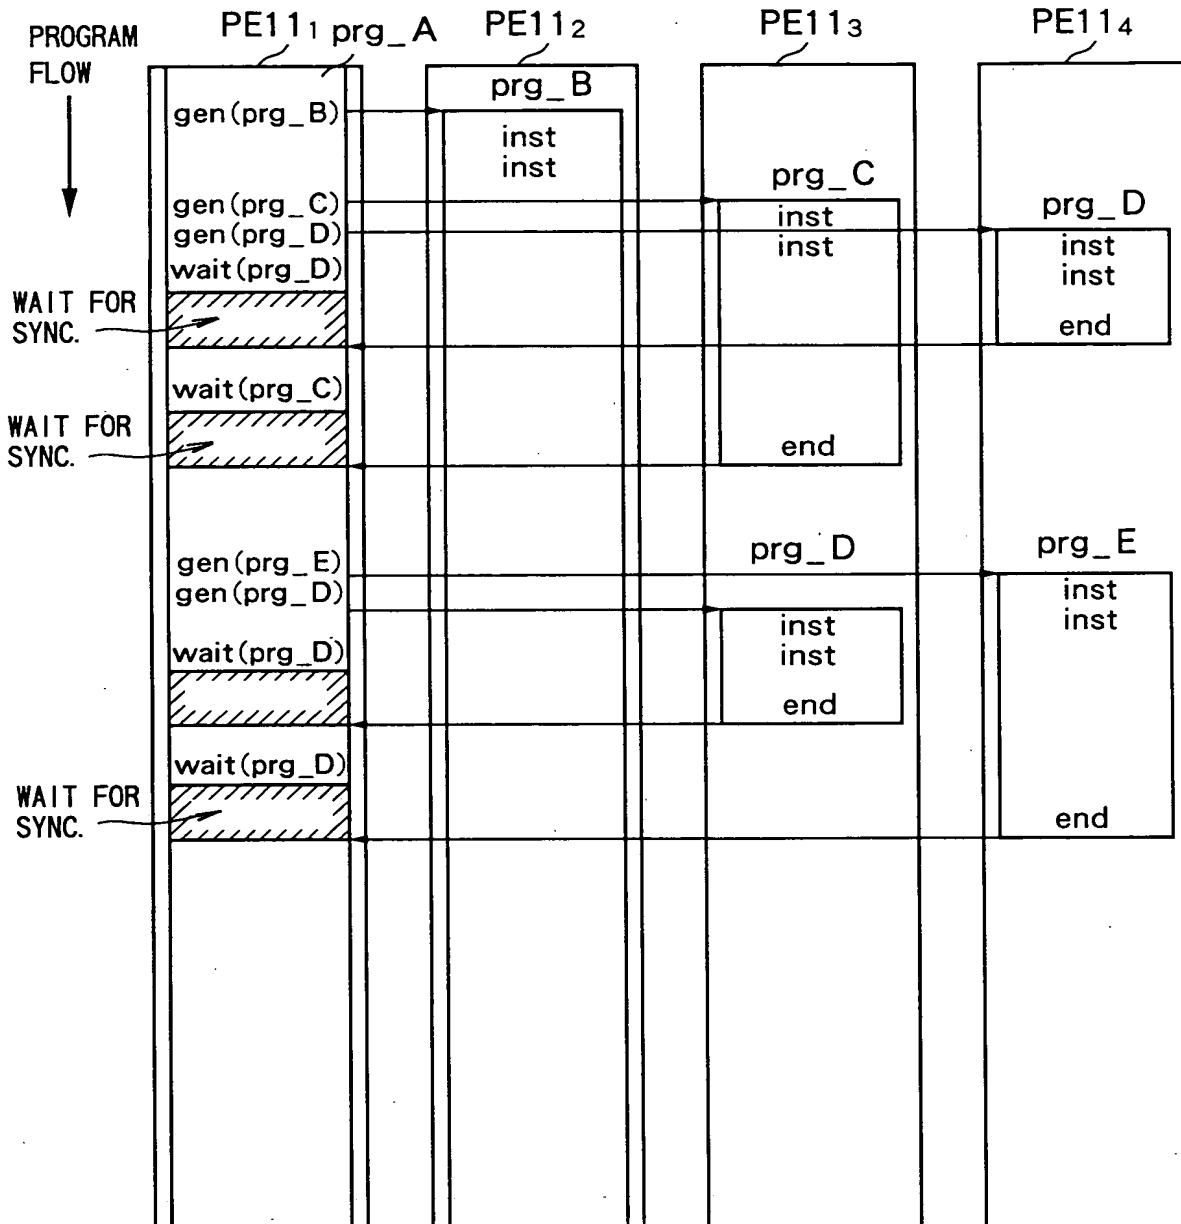 PROGRAM
FLOW
PE11₁ prg_A
PE11₂
PE11₃
PE11₄
gen(prg_B)
prg_B
inst
inst
gen(prg_C)
prg_C
gen(prg_D)
prg_D
inst
inst
inst
inst
end
wait(prg_D)
WAIT FOR
SYNC.
wait(prg_C)
WAIT FOR
SYNC.
end
gen(prg_E)
gen(prg_D)
prg_D
prg_E
inst
inst
inst
inst
end
wait(prg_D)
wait(prg_D)
WAIT FOR
SYNC.
end